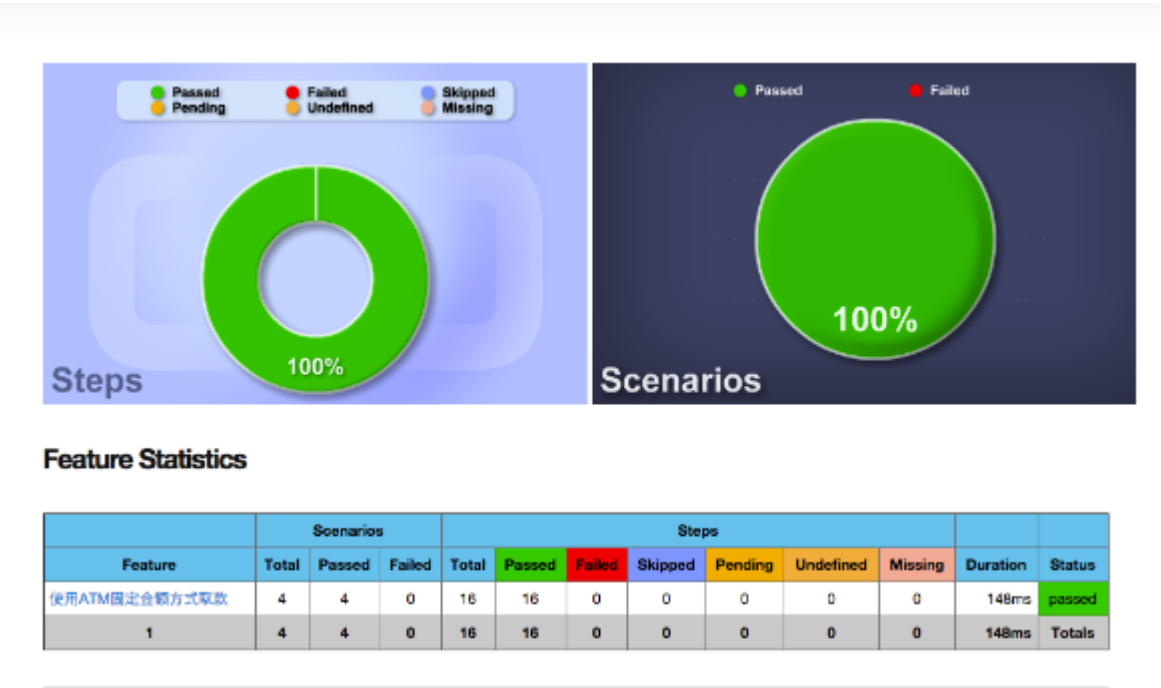 Passed Failed Skipped
Pending Undefined Missing
100%
Steps
Passed Failed
100%
Scenarios
Feature Statistics
Scenarios Steps
Feature Total Passed Failed Total Passed Failed Skipped Pending Undefined Missing Duration Status
使用ATM固定金额方式取款 4 4 0 16 16 0 0 0 0 0 148ms passed
1 4 4 0 16 16 0 0 0 0 0 148ms Totals